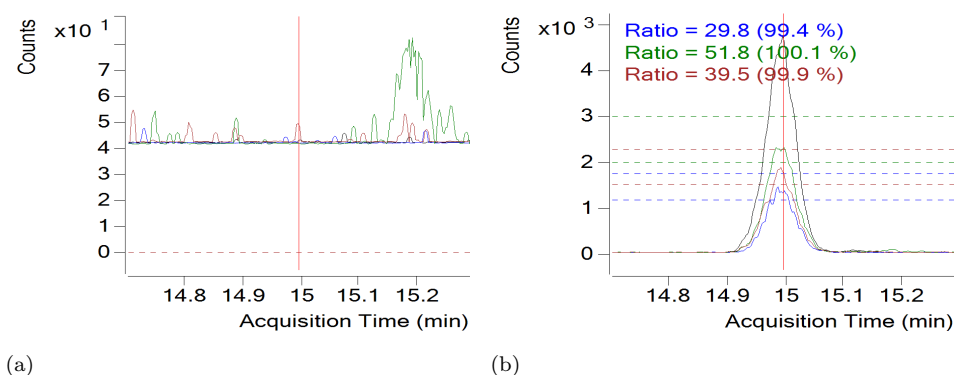 x10 1
Counts
7
6
5
4
3
2
1
0
14.8 14.9 15 15.1 15.2
Acquisition Time (min)
(a)
x10 3
Counts
Ratio = 29.8 (99.4 %)
Ratio = 51.8 (100.1 %)
Ratio = 39.5 (99.9 %)
4
3
2
1
0
14.8 14.9 15 15.1 15.2
Acquisition Time (min)
(b)